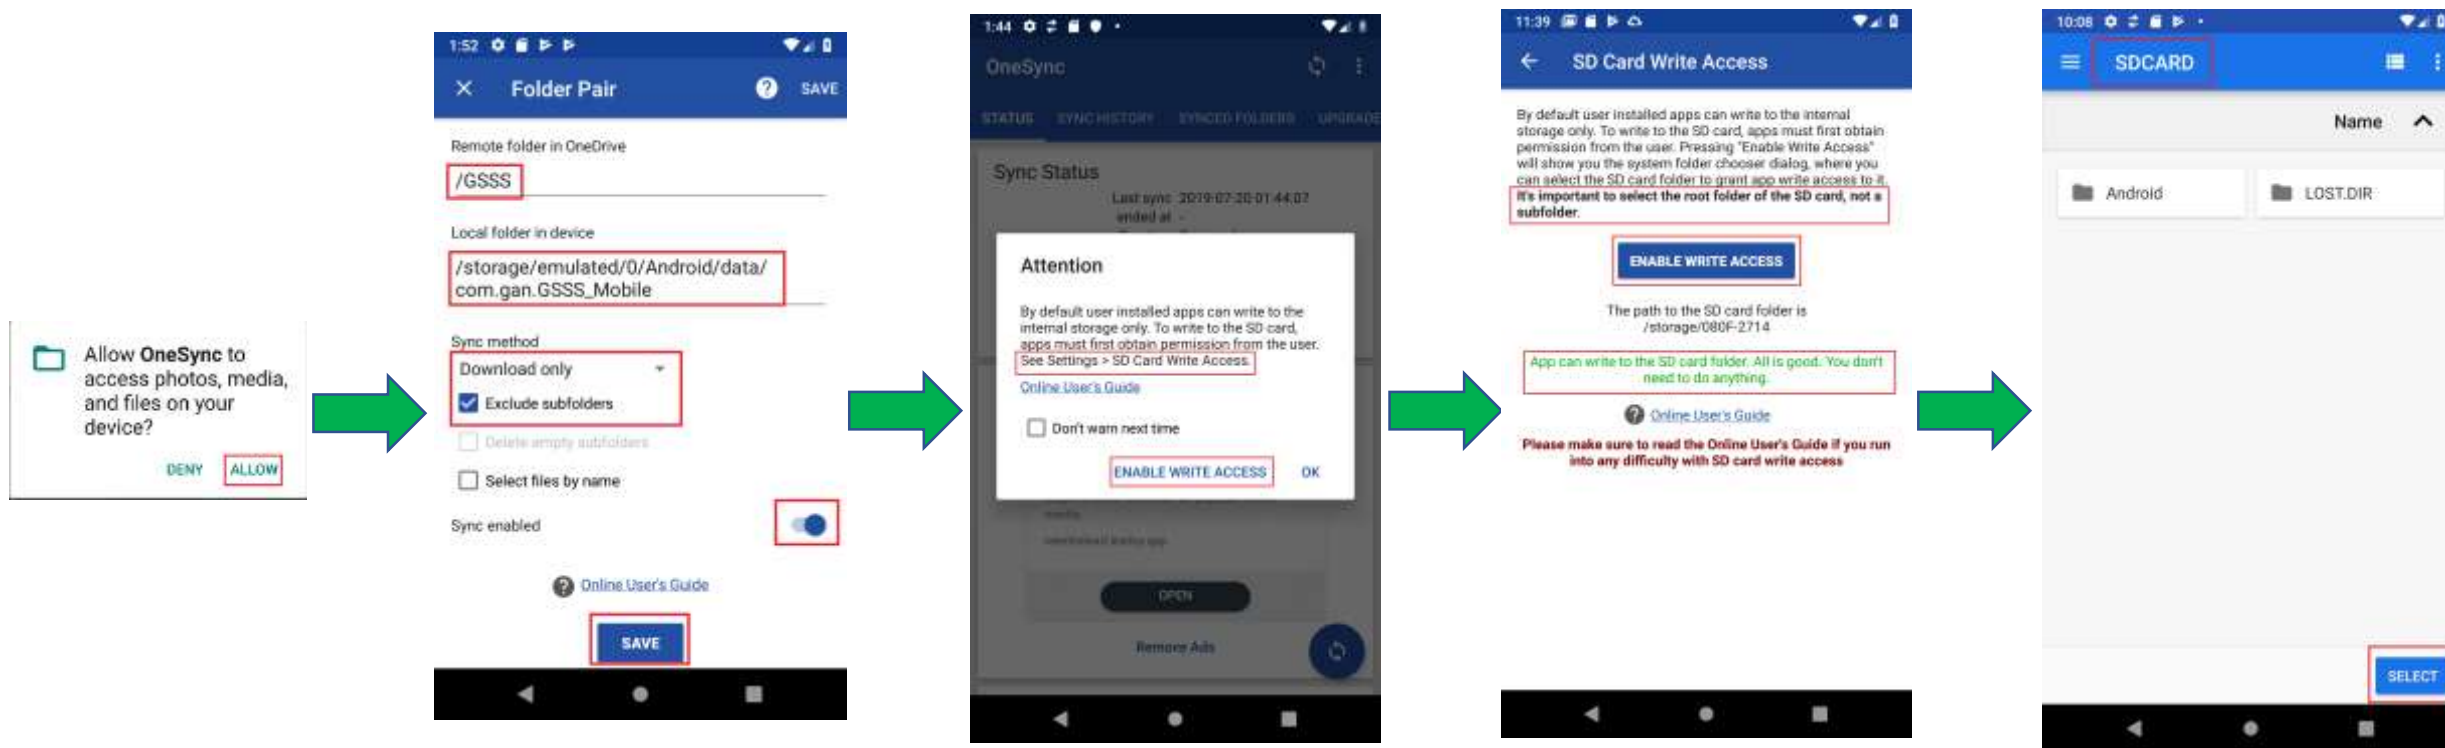 Allow OneSync to
access photos, media,
and files on your
device?
DENY ALLOW
1:52
Folder Pair
SAVE
Remote folder in OneDrive
/GSSS
Local folder in device
/storage/emulated/0/Android/data/
com.gan.GSSS_Mobile
Sync method
Download only
Exclude subfolders
Delete empty subfolders
Select files by name
Sync enabled
Online User's Guide
SAVE
1:44
OneSync
STATUS SYNC HISTORY SYNCED FOLDERS UPGRADE
Sync Status
Last sync 2019-07-20 01:44:07
ended at -
Attention
By default user installed apps can write to the
internal storage only. To write to the SD card,
apps must first obtain permission from the user.
See Settings > SD Card Write Access.
Online User's Guide
Don't warn next time
ENABLE WRITE ACCESS OK
OPEN
Remove Ads
11:39
SD Card Write Access
By default user installed apps can write to the internal
storage only. To write to the SD card, apps must first obtain
permission from the user. Pressing "Enable Write Access"
will show you the system folder chooser dialog, where you
can select the SD card folder to grant app write access to it.
It's important to select the root folder of the SD card, not a
subfolder.
ENABLE WRITE ACCESS
The path to the SD card folder is
/storage/080F-2714
App can write to the SD card folder. All is good. You don't
need to do anything.
Online User's Guide
Please make sure to read the Online User's Guide if you run
into any difficulty with SD card write access
10:08
SDCARD
Name
Android
LOST.DIR
SELECT